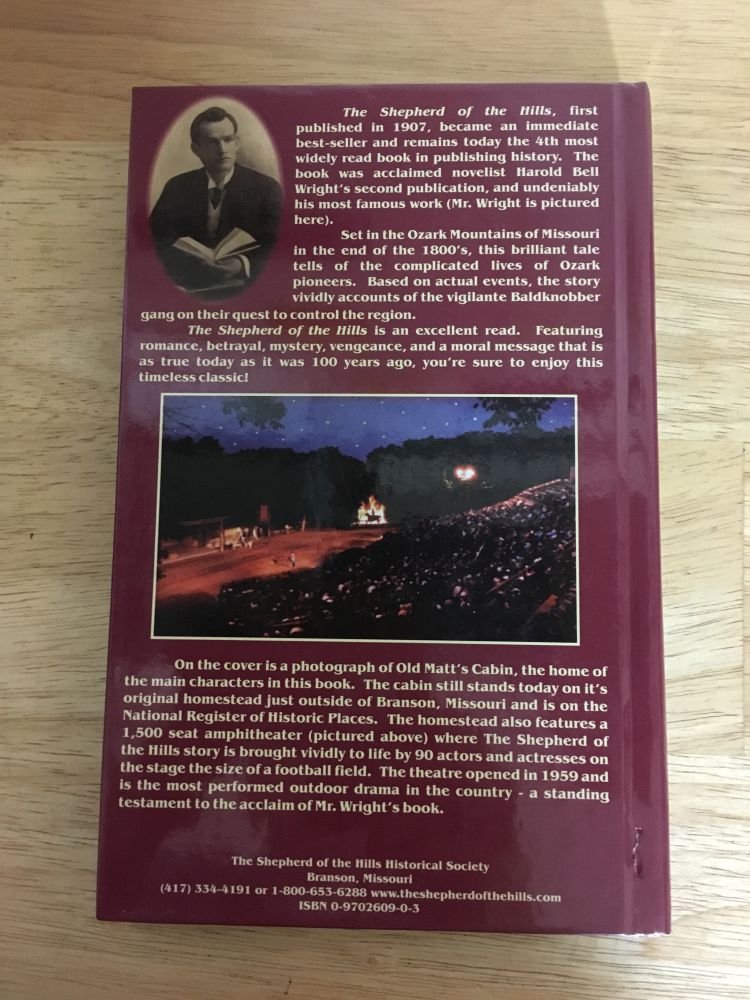 The Shepherd of the Hills, first
published in 1907, became an immediate
best-seller and remains today the 4th most
widely read book in publishing history. The
book was acclaimed novelist Harold Bell
Wright's second publication, and undeniably
his most famous work (Mr. Wright is pictured
here).
Set in the Ozark Mountains of Missouri
in the end of the 1800's, this brilliant tale
tells of the complicated lives of Ozark
pioneers. Based on actual events, the story
vividly accounts of the vigilante Baldknobber
gang on their quest to control the region.
The Shepherd of the Hills is an excellent read. Featuring
romance, betrayal, mystery, vengeance, and a moral message that is
as true today as it was 100 years ago, you're sure to enjoy this
timeless classic!
On the cover is a photograph of Old Matt's Cabin, the home of
the main characters in this book. The cabin still stands today on it's
original homestead just outside of Branson, Missouri and is on the
National Register of Historic Places. The homestead also features a
1,500 seat amphitheater (pictured above) where The Shepherd of
the Hills story is brought vividly to life by 90 actors and actresses on
the stage the size of a football field. The theatre opened in 1959 and
is the most performed outdoor drama in the country - a standing
testament to the acclaim of Mr. Wright's book.
The Shepherd of the Hills Historical Society
Branson, Missouri
(417) 334-4191 or 1-800-653-6288 www.theshepherdofthehills.com
ISBN 0-9702609-0-3